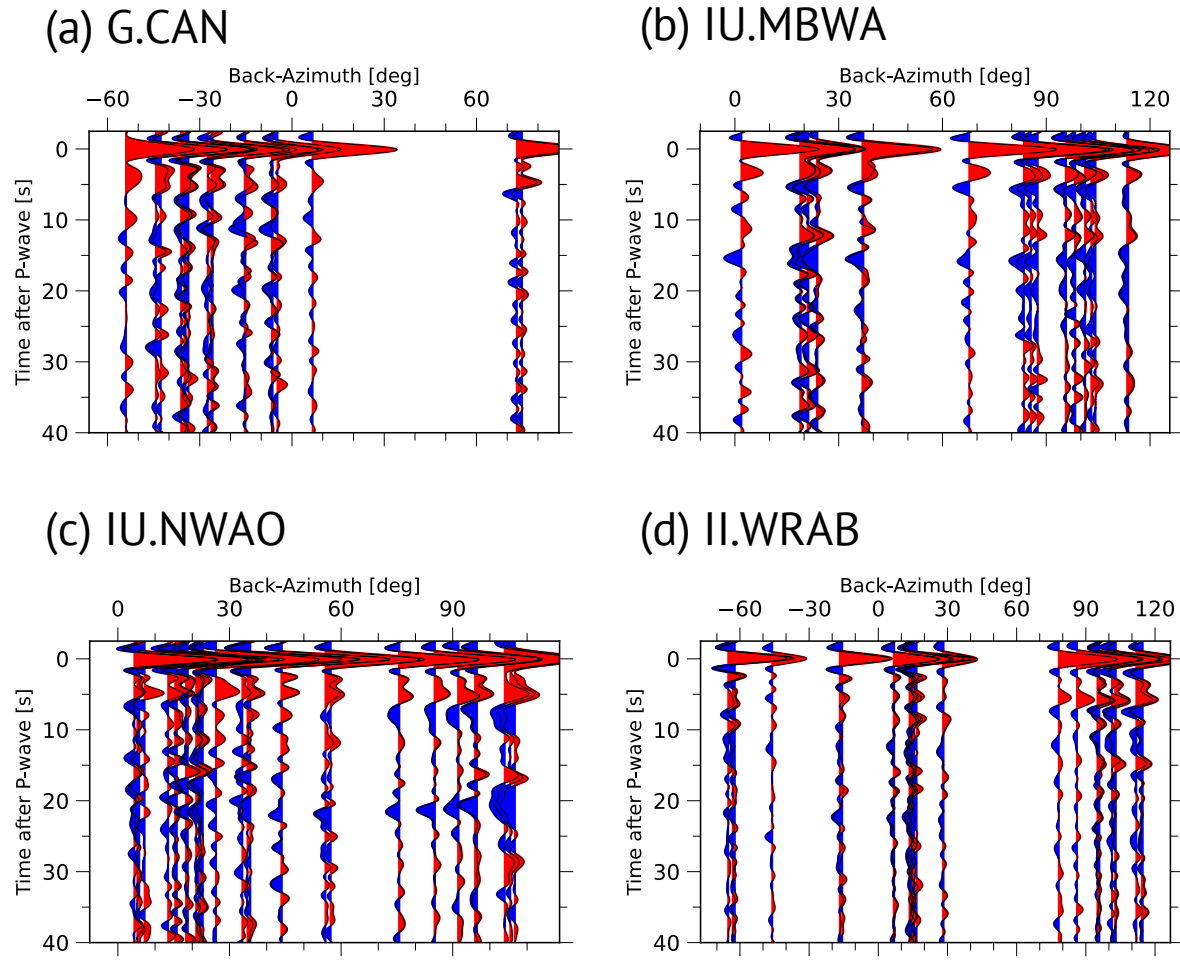 (a) G.CAN
Back-Azimuth [deg]
−60 −30 0 30 60
Time after P-wave [s]
0
10
20
30
40
(b) IU.MBWA
Back-Azimuth [deg]
0 30 60 90 120
Time after P-wave [s]
0
10
20
30
40
(c) IU.NWAO
Back-Azimuth [deg]
0 30 60 90
Time after P-wave [s]
0
10
20
30
40
(d) II.WRAB
Back-Azimuth [deg]
−60 −30 0 30 60 90 120
Time after P-wave [s]
0
10
20
30
40